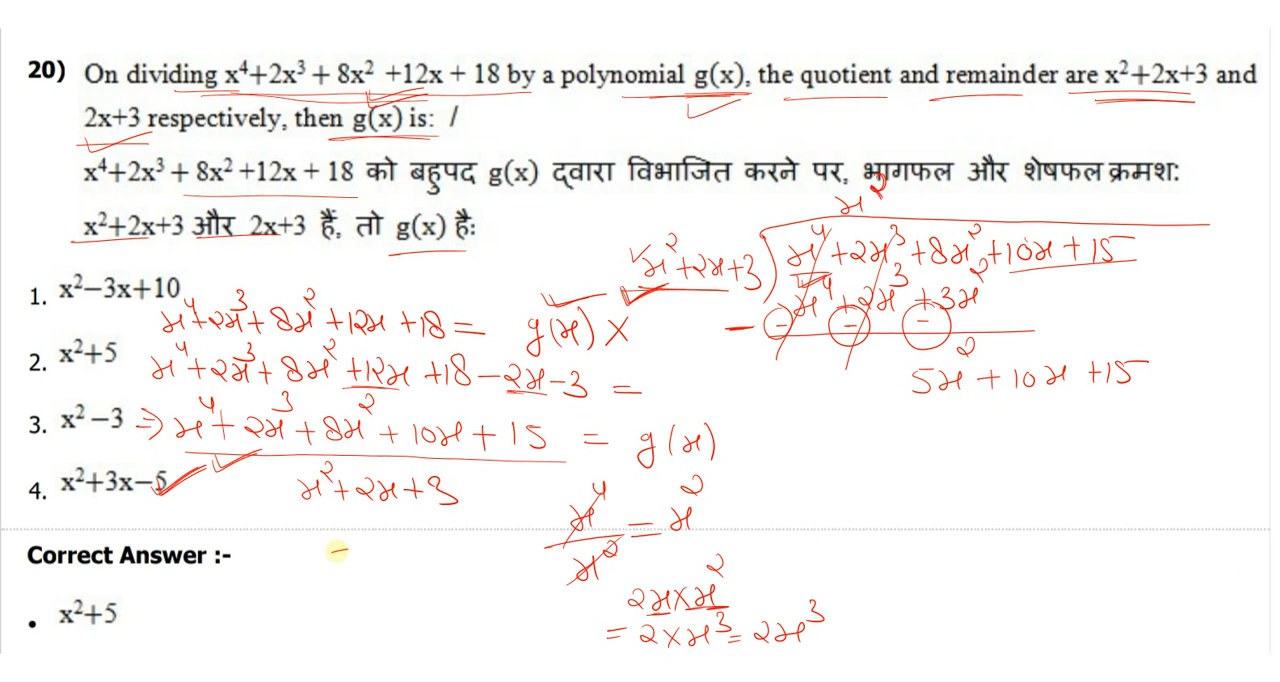 20) On dividing x⁴+2x³ + 8x² +12x + 18 by a polynomial g(x), the quotient and remainder are x²+2x+3 and
2x+3 respectively, then g(x) is: /
x⁴+2x³ + 8x² +12x + 18 को बहुपद g(x) द्वारा विभाजित करने पर, भागफल और शेषफल क्रमश:
x²+2x+3 और 2x+3 हैं, तो g(x) है:
x²
x²+2x+3 ) x⁴+2x³+8x²+10x+15
x⁴+2x³+3x²
− − −
5x²+10x+15
1. x²−3x+10
x⁴+2x³+8x²+12x+18 = g(x) ×
2. x²+5
x⁴+2x³+8x²+12x+18−2x−3 =
3. x²−3
⇒ x⁴+2x³+8x²+10x+15 = g(x)
x²+2x+3
4. x²+3x−5
x⁴ = x²
x²
Correct Answer :-
=
2x×x²
= 2×x³ = 2x³
• x²+5